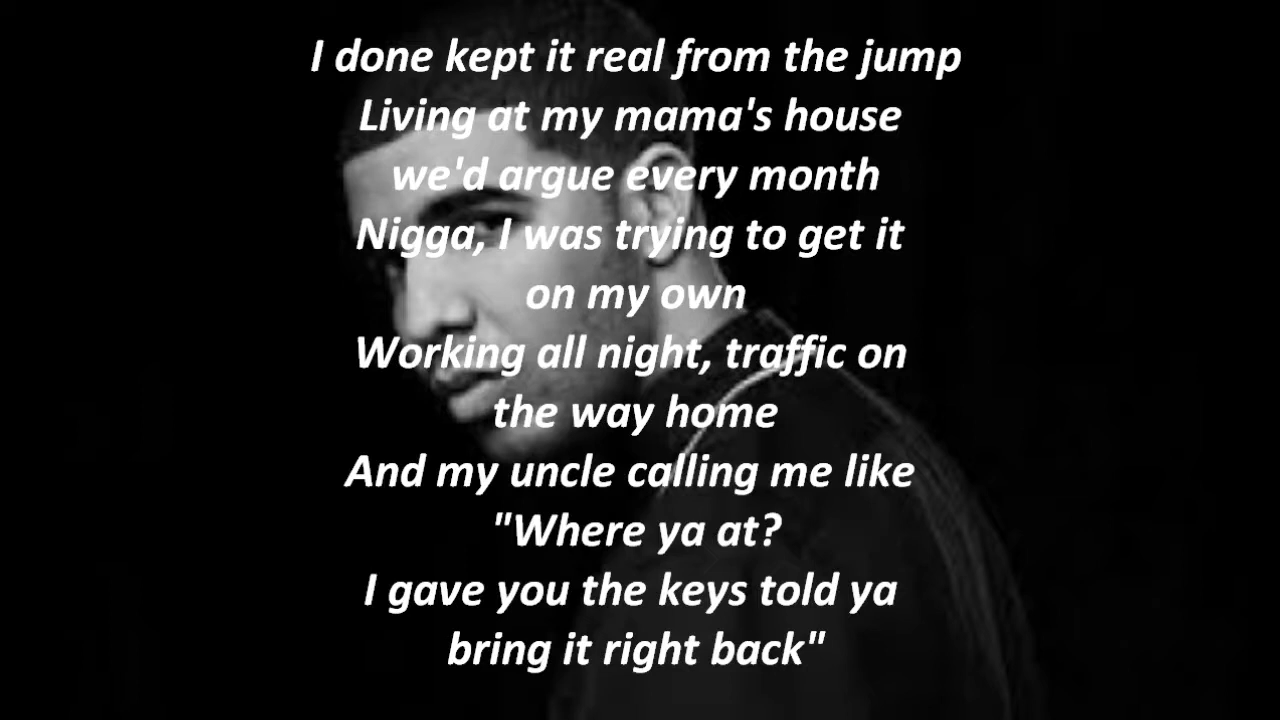 I done kept it real from the jump
Living at my mama's house
we'd argue every month
Nigga, I was trying to get it
on my own
Working all night, traffic on
the way home
And my uncle calling me like
"Where ya at?
I gave you the keys told ya
bring it right back"